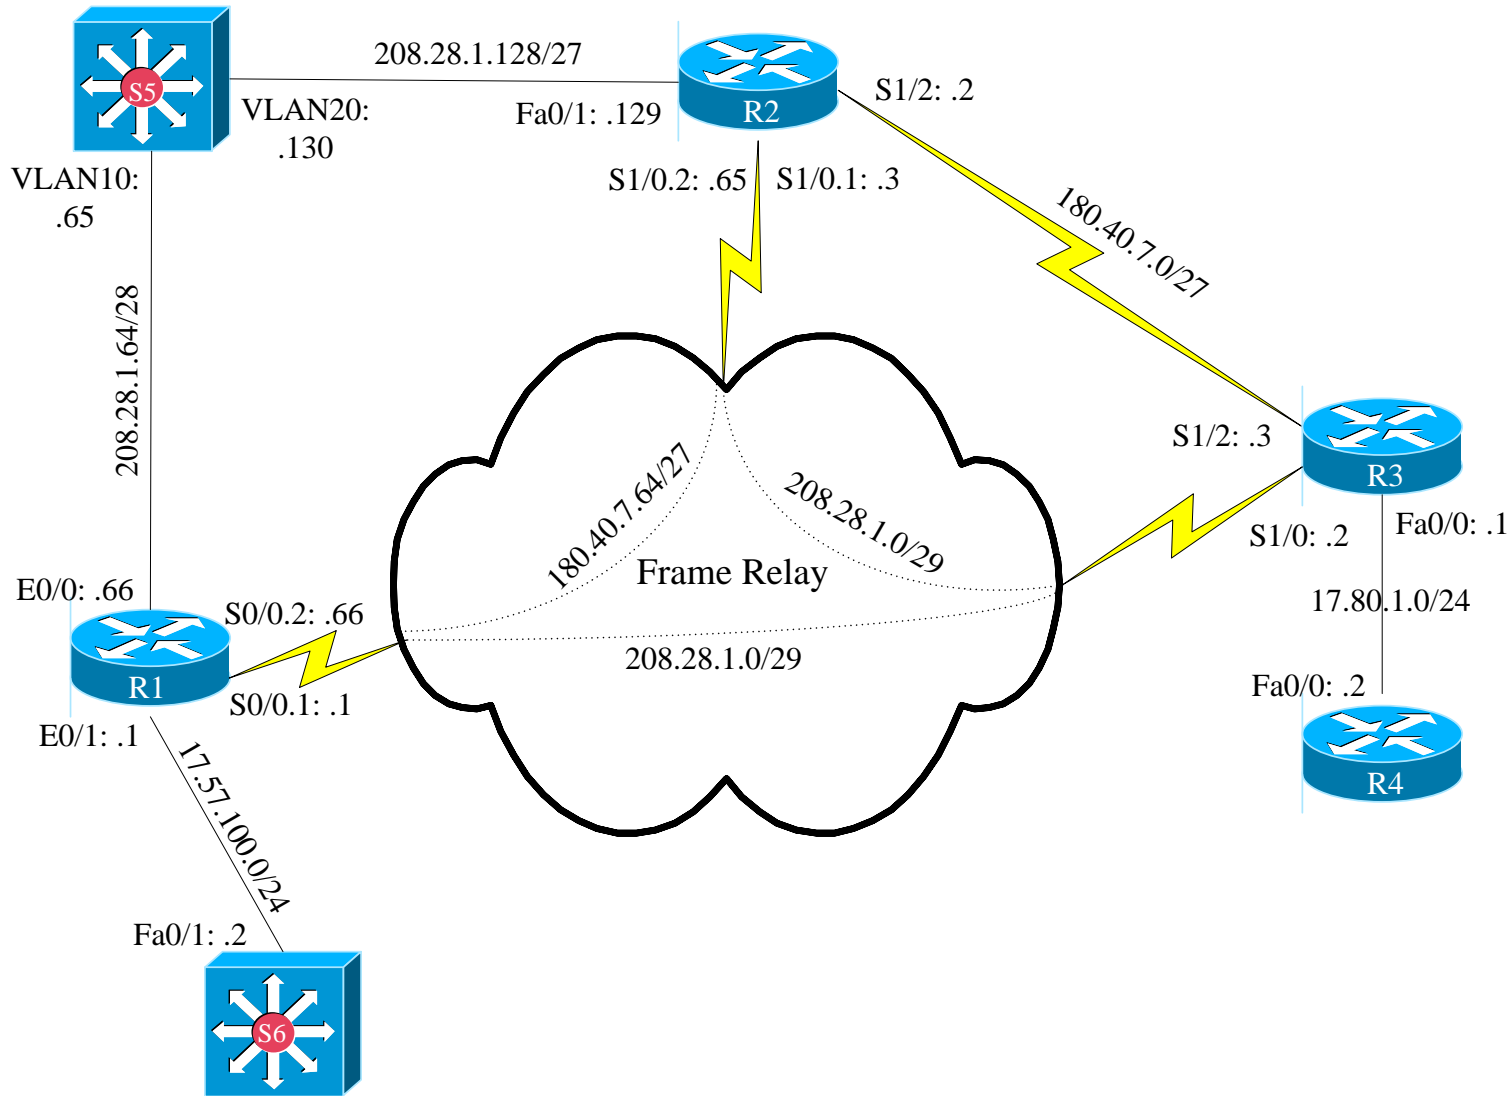 208.28.1.128/27
S5
VLAN20:
.130
Fa0/1: .129
R2
S1/2: .2
VLAN10:
.65
S1/0.2: .65
S1/0.1: .3
180.40.7.0/27
208.28.1.64/28
S1/2: .3
R3
180.40.7.64/27
208.28.1.0/29
S1/0: .2
Fa0/0: .1
Frame Relay
E0/0: .66
S0/0.2: .66
17.80.1.0/24
208.28.1.0/29
R1
S0/0.1: .1
Fa0/0: .2
E0/1: .1
R4
17.57.100.0/24
Fa0/1: .2
S6